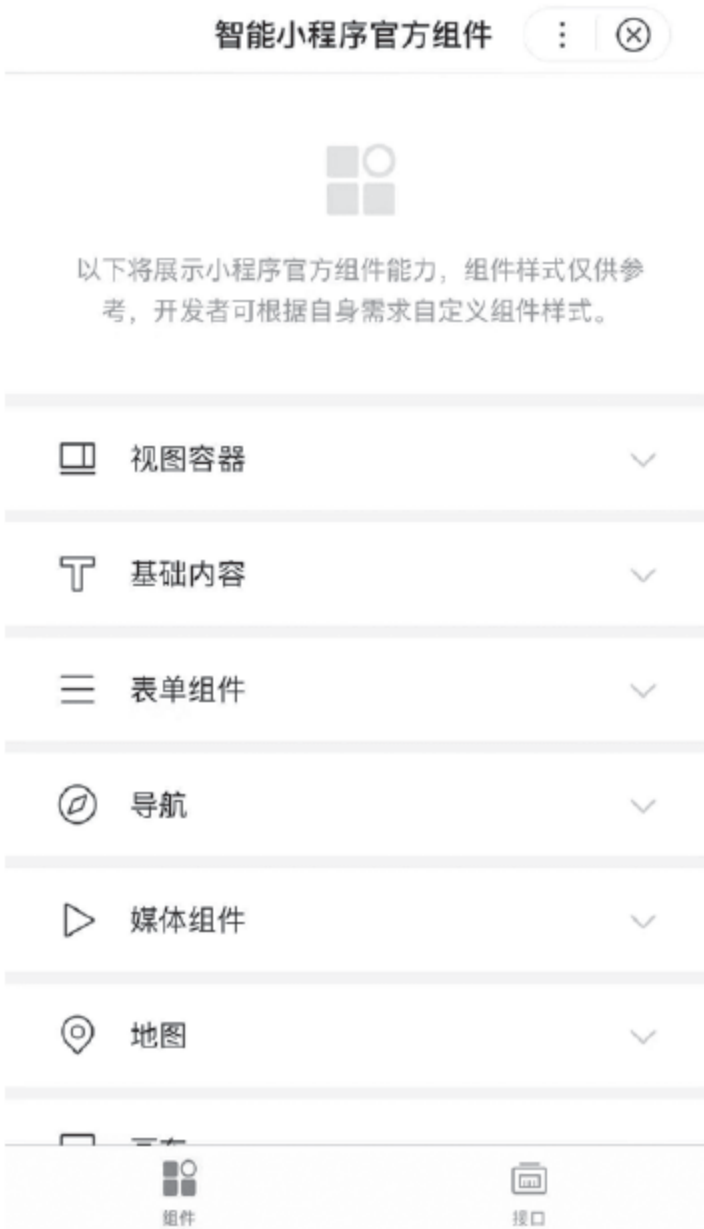 智能小程序官方组件
以下将展示小程序官方组件能力，组件样式仅供参
考，开发者可根据自身需求自定义组件样式。
视图容器
基础内容
表单组件
导航
媒体组件
地图
组件
接口